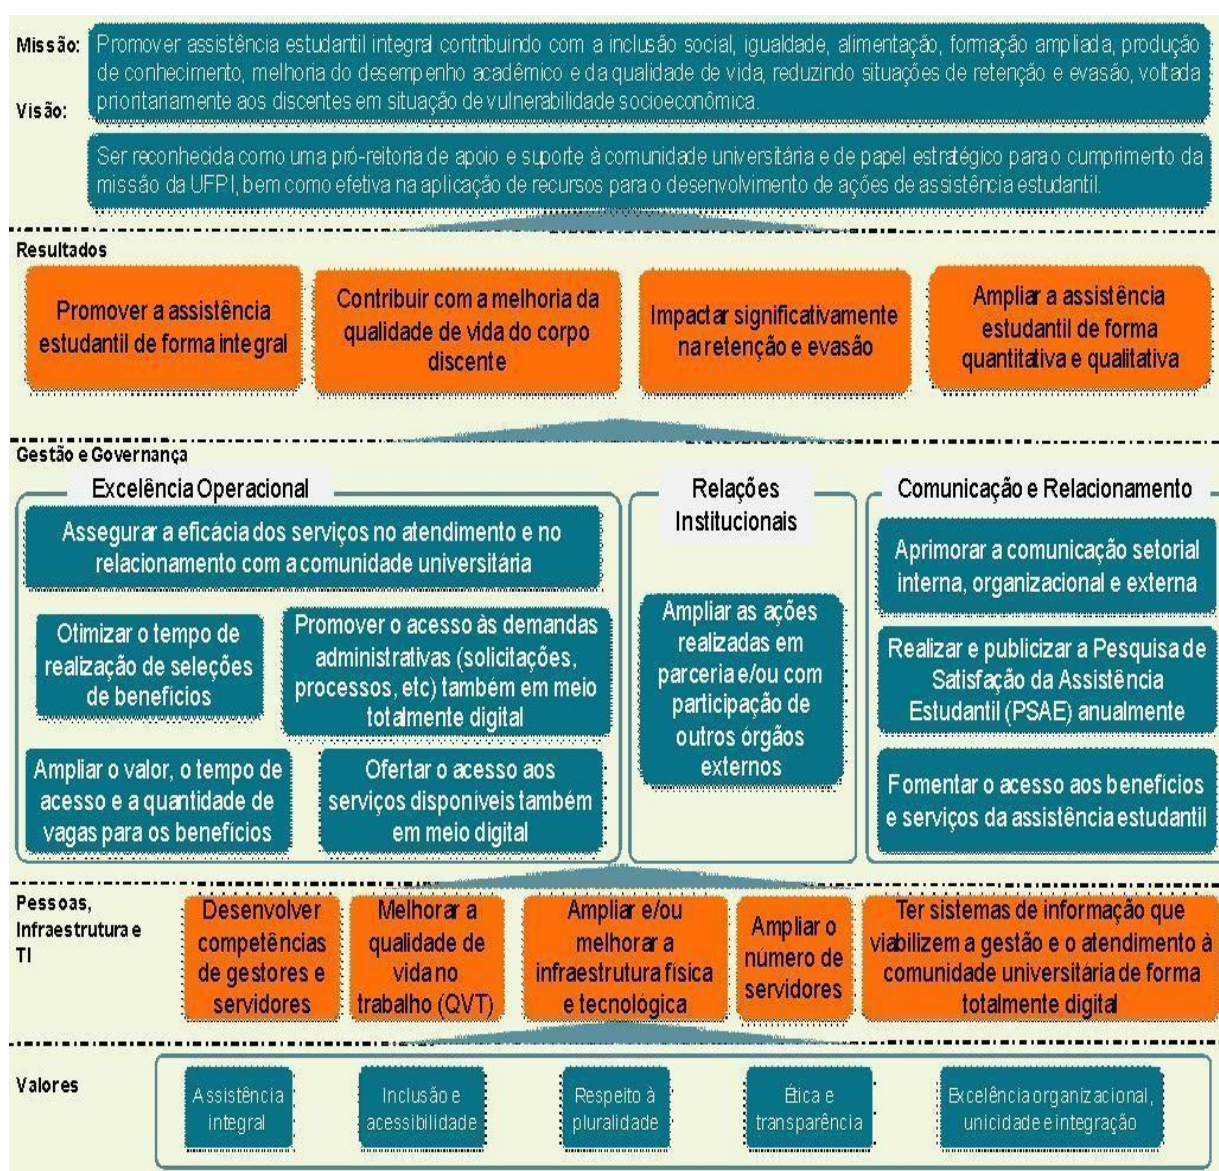 Missão:
Promover assistência estudantil integral contribuindo com a inclusão social, igualdade, alimentação, formação ampliada, produção
de conhecimento, melhoria do desempenho acadêmico e da qualidade de vida, reduzindo situações de retenção e evasão, voltada
prioritariamente aos discentes em situação de vulnerabilidade socioeconômica.
Visão:
Ser reconhecida como uma pró-reitoria de apoio e suporte à comunidade universitária e de papel estratégico para o cumprimento da
missão da UFPI, bem como efetiva na aplicação de recursos para o desenvolvimento de ações de assistência estudantil.
Resultados
Promover a assistência
estudantil de forma integral
Contribuir com a melhoria da
qualidade de vida do corpo
discente
Impactar significativamente
na retenção e evasão
Ampliar a assistência
estudantil de forma
quantitativa e qualitativa
Gestão e Governança
Excelência Operacional
Assegurar a eficácia dos serviços no atendimento e no
relacionamento com a comunidade universitária
Otimizar o tempo de
realização de seleções
de benefícios
Promover o acesso às demandas
administrativas (solicitações,
processos, etc) também em meio
totalmente digital
Ampliar o valor, o tempo de
acesso e a quantidade de
vagas para os benefícios
Ofertar o acesso aos
serviços disponíveis também
em meio digital
Relações
Institucionais
Ampliar as ações
realizadas em
parceria e/ou com
participação de
outros órgãos
externos
Comunicação e Relacionamento
Aprimorar a comunicação setorial
interna, organizacional e externa
Realizar e publicizar a Pesquisa de
Satisfação da Assistência
Estudantil (PSAE) anualmente
Fomentar o acesso aos benefícios
e serviços da assistência estudantil
Pessoas,
Infraestrutura e
TI
Desenvolver
competências
de gestores e
servidores
Melhorar a
qualidade de
vida no
trabalho (QVT)
Ampliar e/ou
melhorar a
infraestrutura física
e tecnológica
Ampliar o
número de
servidores
Ter sistemas de informação que
viabilizem a gestão e o atendimento à
comunidade universitária de forma
totalmente digital
Valores
Assistência
integral
Inclusão e
acessibilidade
Respeito à
pluralidade
Ética e
transparência
Excelência organizacional,
unicidade e integração